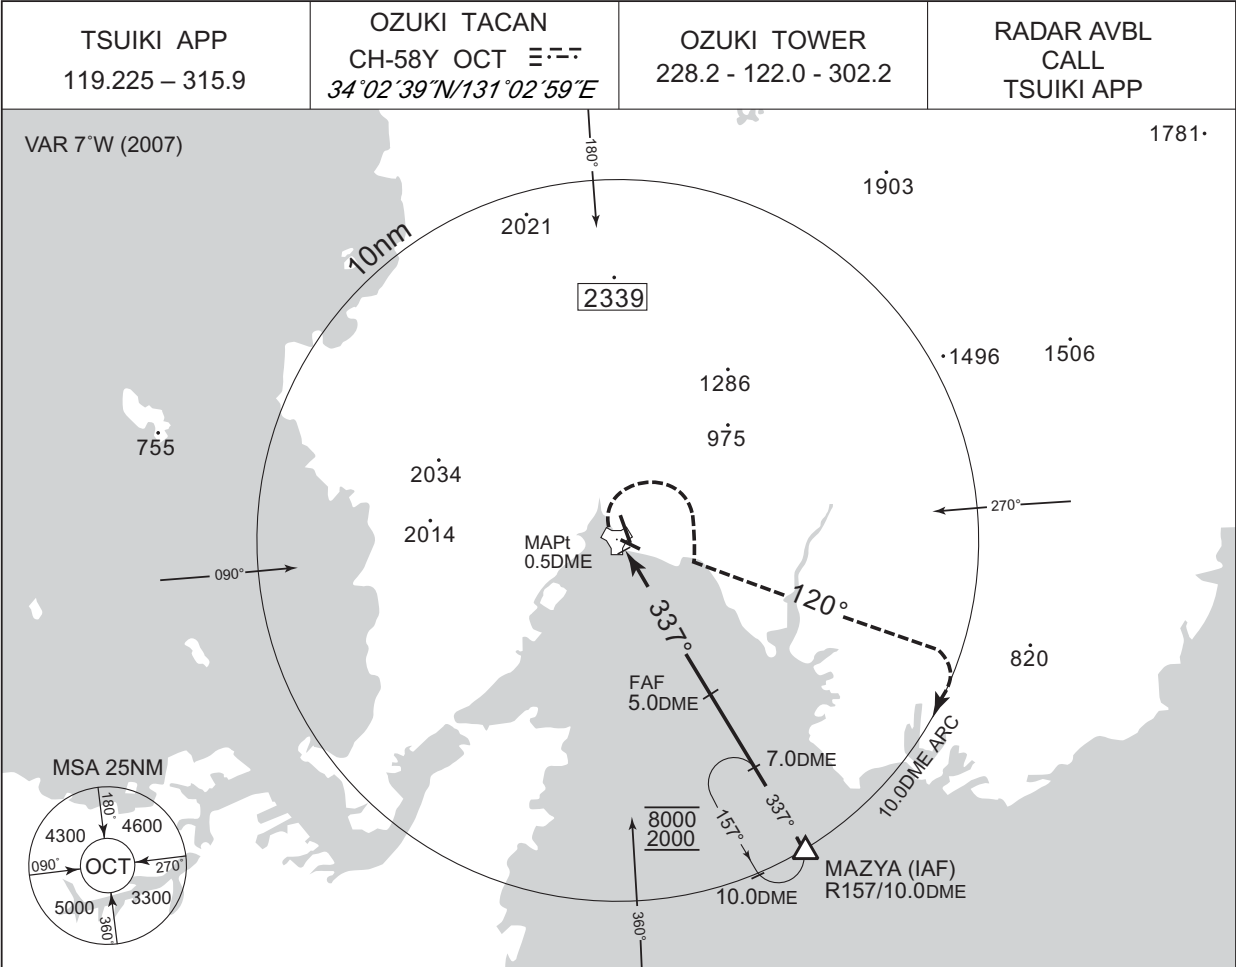 TSUIKI APP
119.225 – 315.9
OZUKI TACAN
CH-58Y OCT
34°02´39˝N/131°02´59˝E
OZUKI TOWER
228.2 - 122.0 - 302.2
RADAR AVBL
CALL
TSUIKI APP
VAR 7°W (2007)
1781
180°
1903
2021
10nm
2339
1496
1506
1286
975
755
2034
2014
270°
MAPt
0.5DME
090°
120°
337°
820
FAF
5.0DME
10.0DME ARC
7.0DME
337°
157°
8000
2000
MAZYA (IAF)
R157/10.0DME
10.0DME
360°
MSA 25NM
180°
4300
4600
090°
OCT
270°
5000
3300
360°